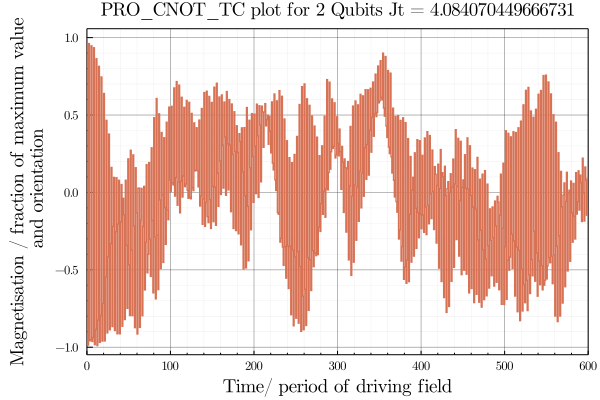 PRO_CNOT_TC plot for 2 Qubits Jt = 4.084070449666731
Magnetisation / fraction of maximum value
and orientation
1.0
0.5
0.0
−0.5
−1.0
0 100 200 300 400 500 600
Time/ period of driving field